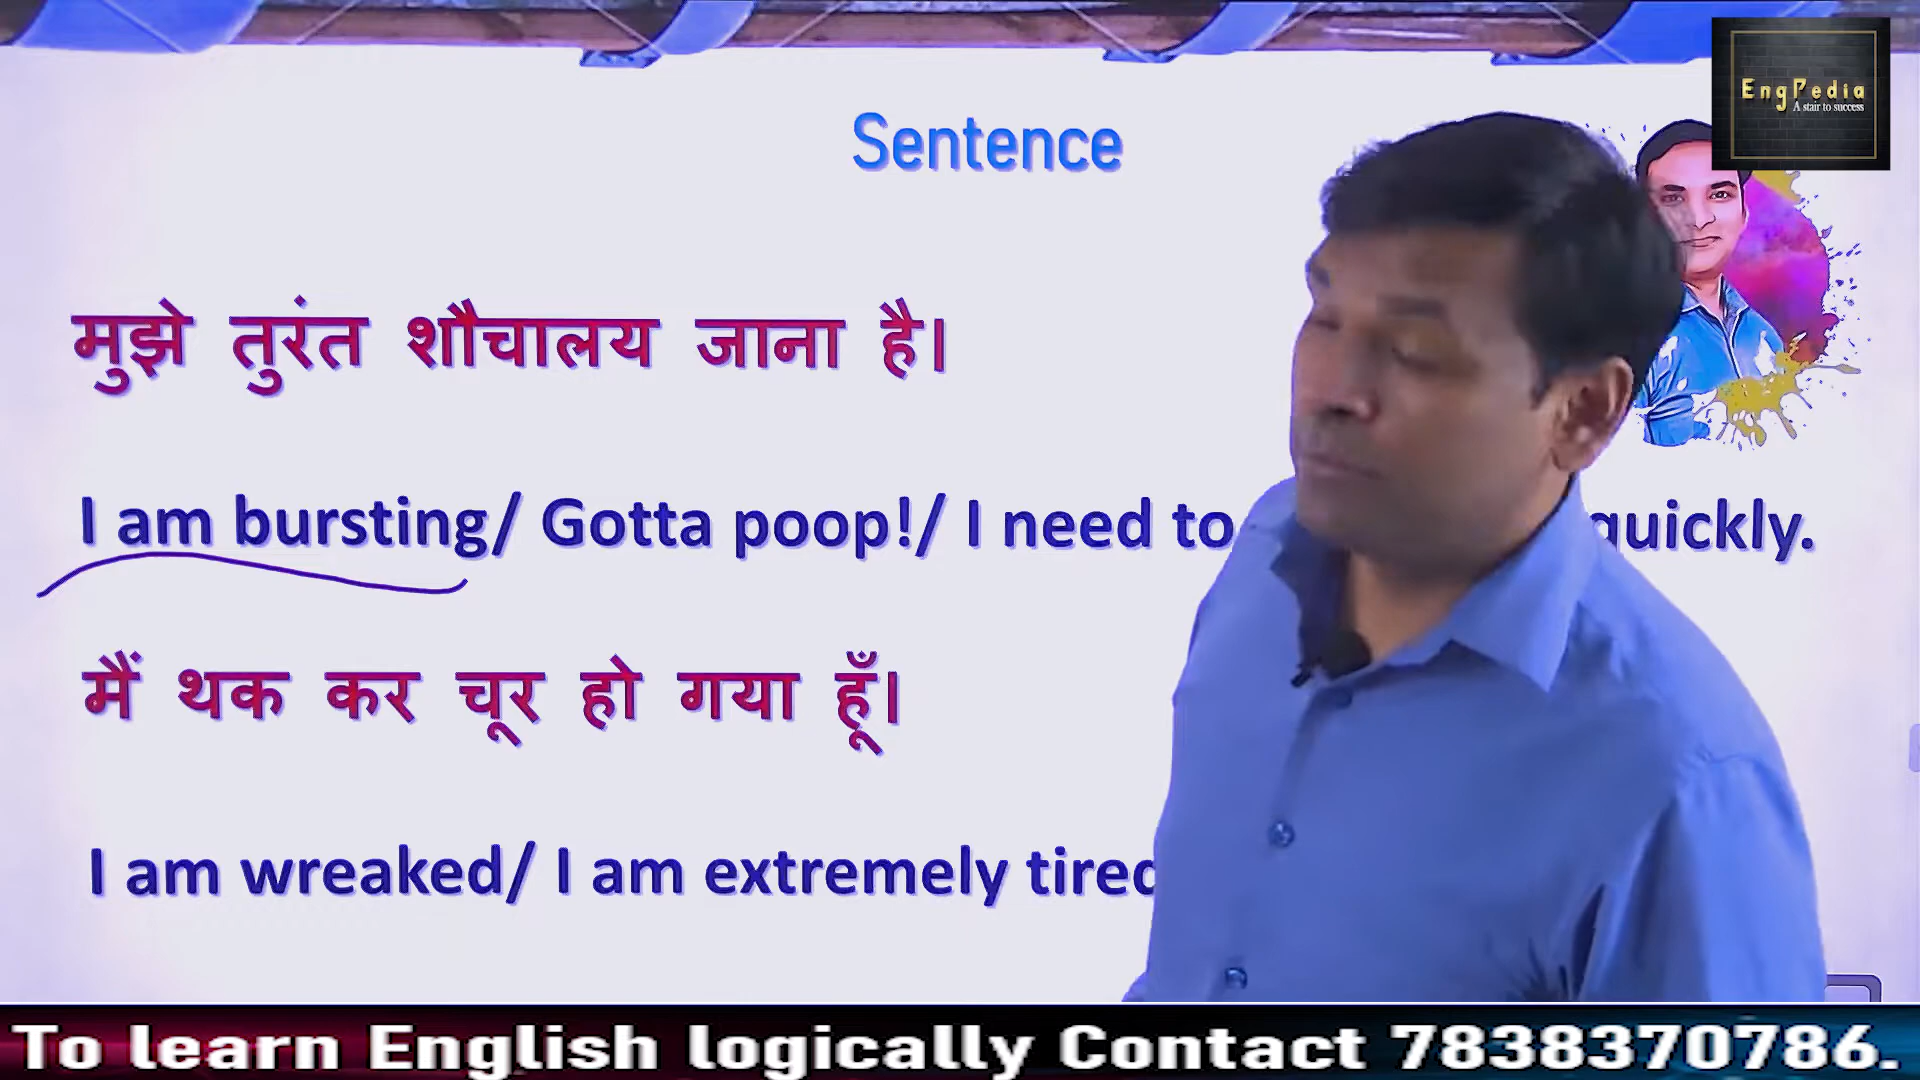 EngPedia
A stair to success
Sentence
मुझे तुरंत शौचालय जाना है।
I am bursting/ Gotta poop!/ I need to quickly.
मैं थक कर चूर हो गया हूँ।
I am wreaked/ I am extremely tired
To learn English logically Contact 7838370786.